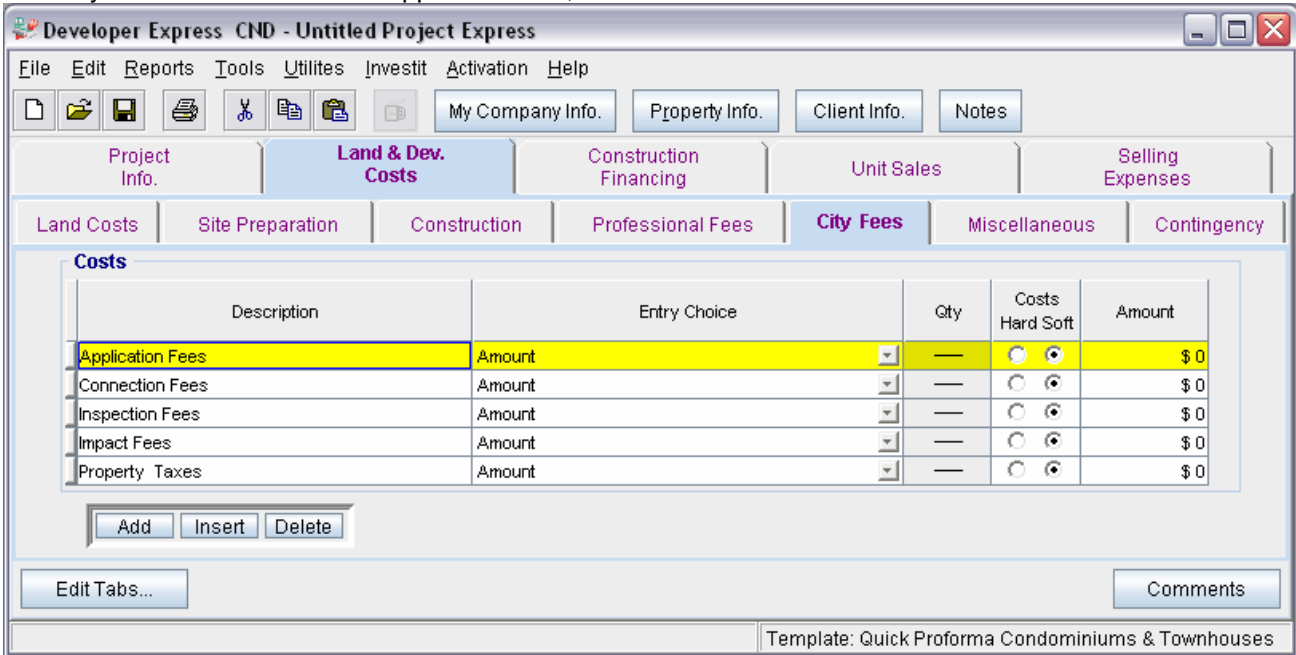 Developer Express CND - Untitled Project Express
File Edit Reports Tools Utilites Investit Activation Help
My Company Info. Property Info. Client Info. Notes
Project Info. Land & Dev. Costs Construction Financing Unit Sales Selling Expenses
Land Costs Site Preparation Construction Professional Fees City Fees Miscellaneous Contingency
Costs
Description Entry Choice Qty Costs Hard Soft Amount
Application Fees Amount — $ 0
Connection Fees Amount — $ 0
Inspection Fees Amount — $ 0
Impact Fees Amount — $ 0
Property Taxes Amount — $ 0
Add Insert Delete
Edit Tabs... Comments
Template: Quick Proforma Condominiums & Townhouses